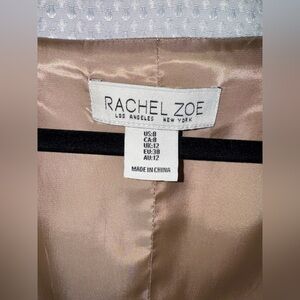 RACHEL ZOE
LOS ANGELES NEW YORK
US:8
CA:8
UK:12
EU:38
AU:12
MADE IN CHINA